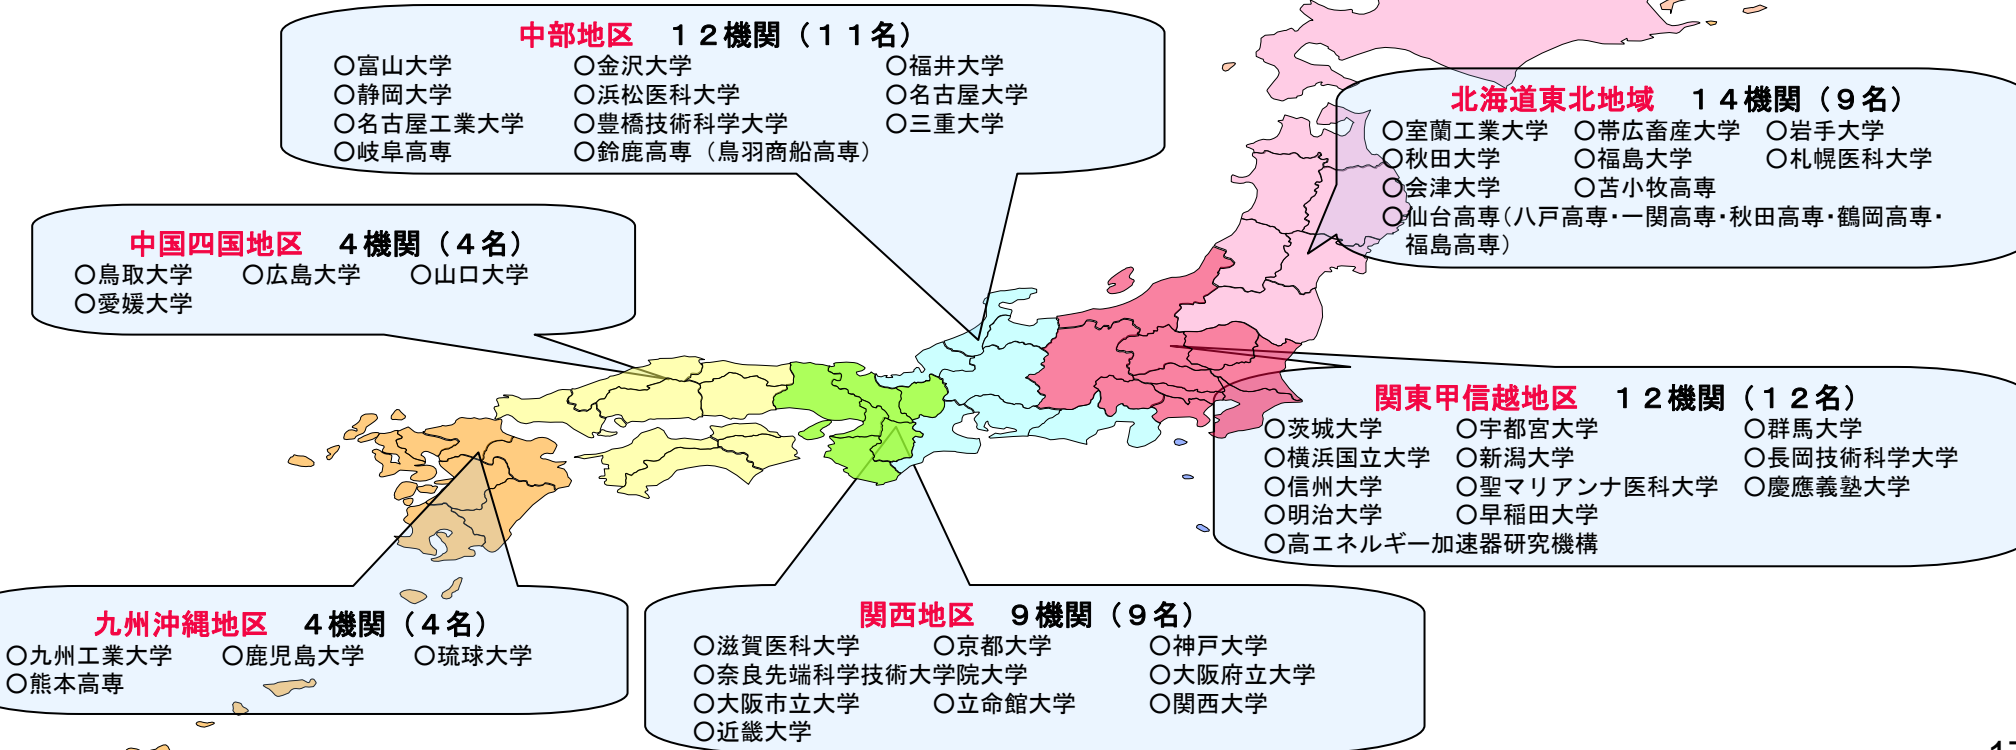 中部地区　１２機関（１１名）
○富山大学　○金沢大学　○福井大学
○静岡大学　○浜松医科大学　○名古屋大学
○名古屋工業大学　○豊橋技術科学大学　○三重大学
○岐阜高専　○鈴鹿高専（鳥羽商船高専）
北海道東北地域　１４機関（９名）
○室蘭工業大学　○帯広畜産大学　○岩手大学
○秋田大学　○福島大学　○札幌医科大学
○会津大学　○苫小牧高専
○仙台高専（八戸高専・一関高専・秋田高専・鶴岡高専・
福島高専）
中国四国地区　４機関（４名）
○鳥取大学　○広島大学　○山口大学
○愛媛大学
関東甲信越地区　１２機関（１２名）
○茨城大学　○宇都宮大学　○群馬大学
○横浜国立大学　○新潟大学　○長岡技術科学大学
○信州大学　○聖マリアンナ医科大学　○慶應義塾大学
○明治大学　○早稲田大学
○高エネルギー加速器研究機構
九州沖縄地区　４機関（４名）
○九州工業大学　○鹿児島大学　○琉球大学
○熊本高専
関西地区　９機関（９名）
○滋賀医科大学　○京都大学　○神戸大学
○奈良先端科学技術大学院大学　○大阪府立大学
○大阪市立大学　○立命館大学　○関西大学
○近畿大学